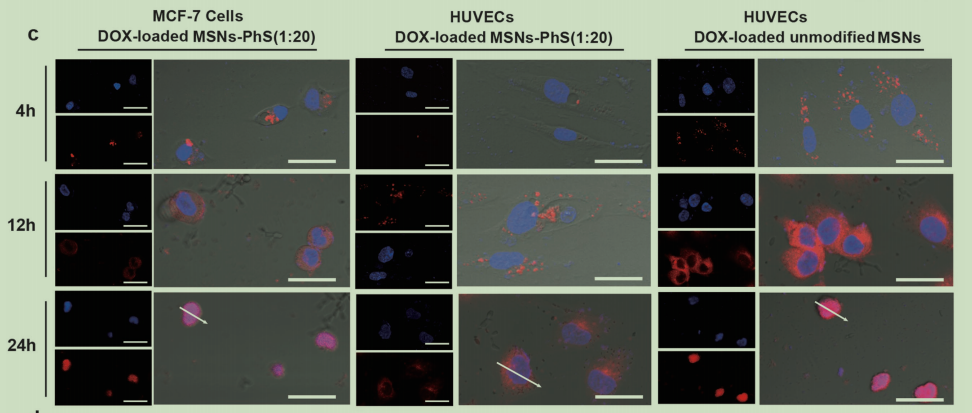 c
MCF-7 Cells
DOX-loaded MSNs-PhS(1:20)
HUVECs
DOX-loaded MSNs-PhS(1:20)
HUVECs
DOX-loaded unmodified MSNs
4h
12h
24h